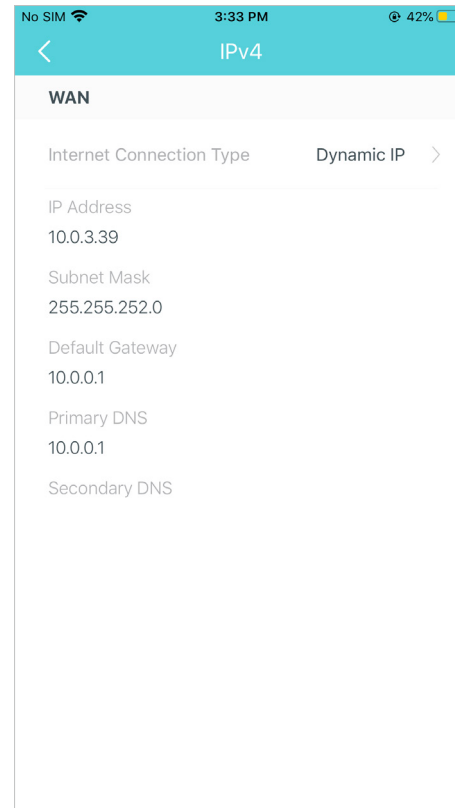 No SIM 3:33 PM 42%
IPv4
WAN
Internet Connection Type Dynamic IP
IP Address
10.0.3.39
Subnet Mask
255.255.252.0
Default Gateway
10.0.0.1
Primary DNS
10.0.0.1
Secondary DNS